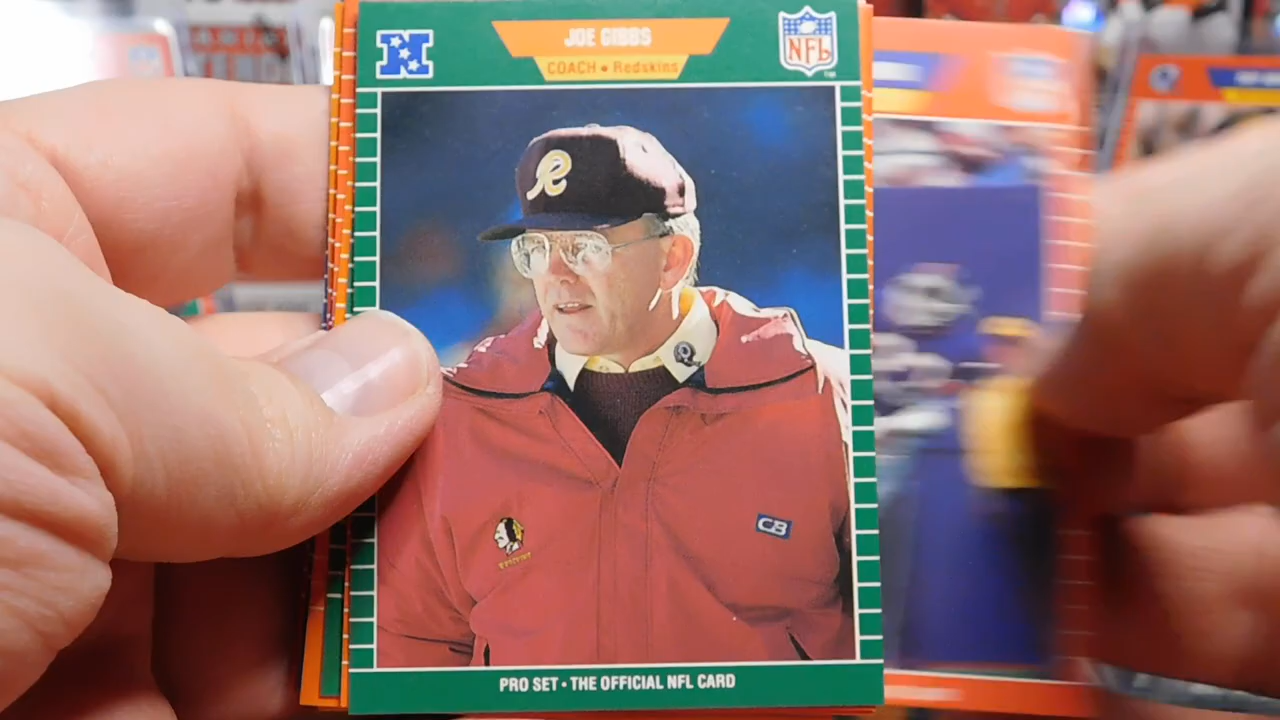 JOE GIBBS
COACH • Redskins
NFL
R
CB
PRO SET • THE OFFICIAL NFL CARD